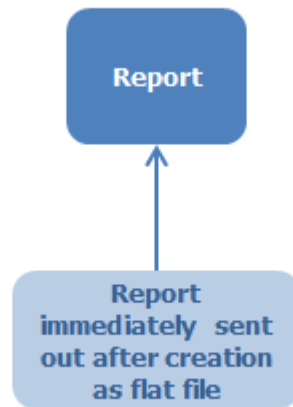 Report
Report
immediately sent
out after creation
as flat file